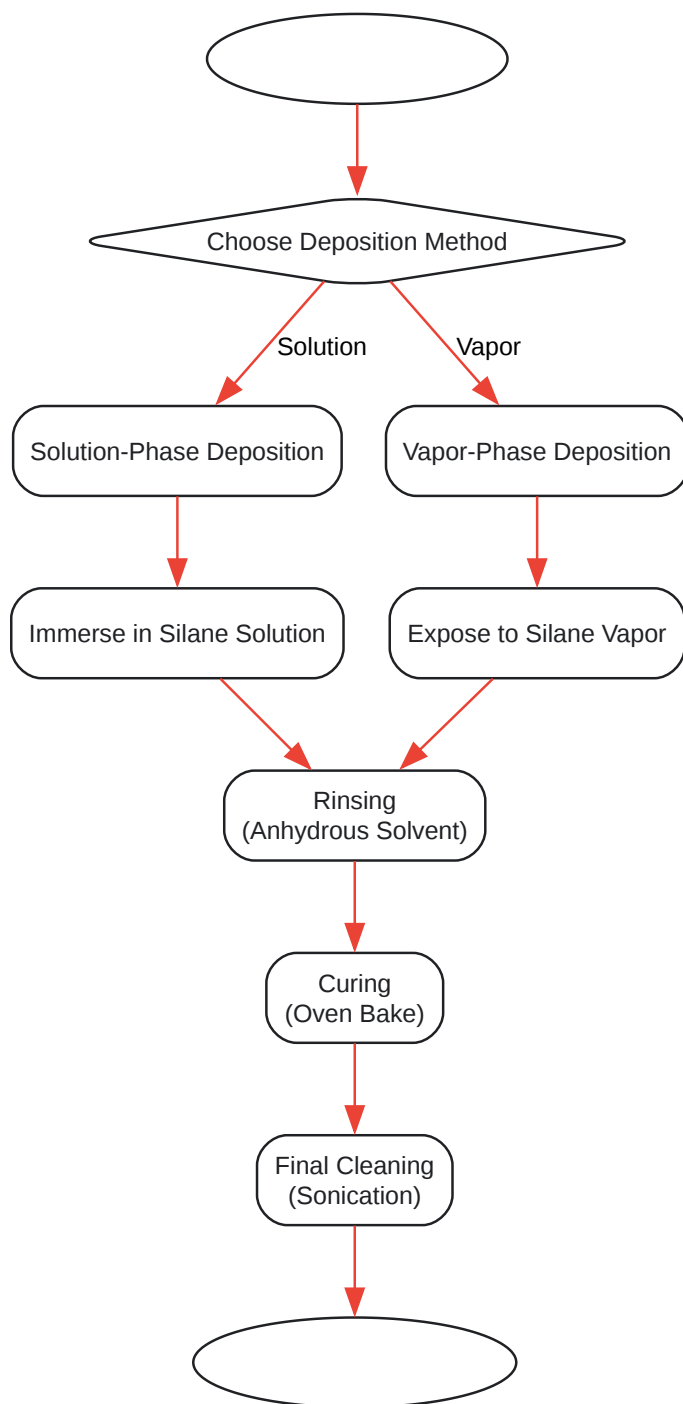 Choose Deposition Method
Solution
Vapor
Solution-Phase Deposition
Vapor-Phase Deposition
Immerse in Silane Solution
Expose to Silane Vapor
Rinsing
(Anhydrous Solvent)
Curing
(Oven Bake)
Final Cleaning
(Sonication)